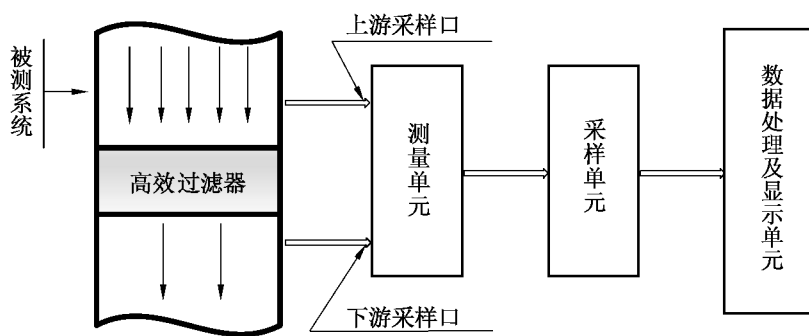 上游采样口
被测系统
高效过滤器
测量单元
采样单元
数据处理及显示单元
下游采样口